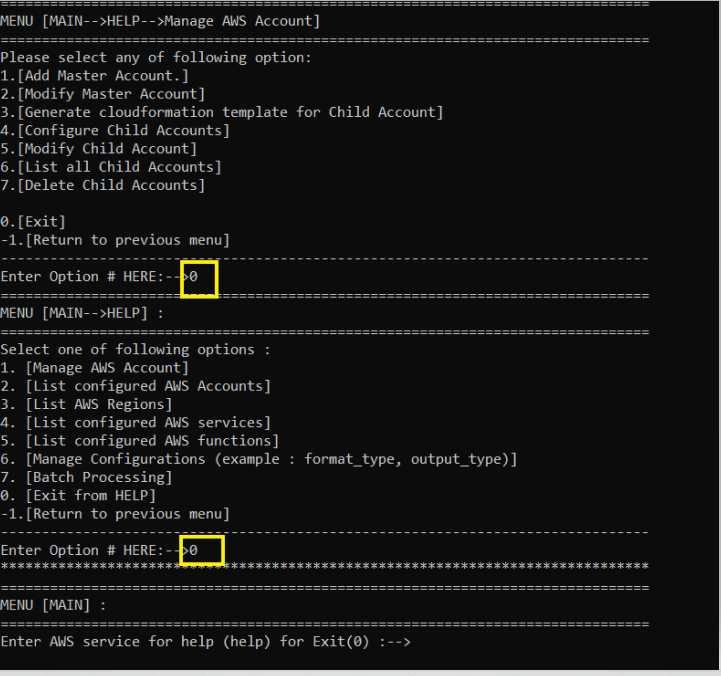 ================================================================================
MENU [MAIN-->HELP-->Manage AWS Account]
================================================================================
Please select any of following option:
1.[Add Master Account.]
2.[Modify Master Account]
3.[Generate cloudformation template for Child Account]
4.[Configure Child Accounts]
5.[Modify Child Account]
6.[List all Child Accounts]
7.[Delete Child Accounts]
0.[Exit]
-1.[Return to previous menu]
--------------------------------------------------------------------------------
Enter Option # HERE:-->0
================================================================================
MENU [MAIN-->HELP] :
================================================================================
Select one of following options :
1. [Manage AWS Account]
2. [List configured AWS Accounts]
3. [List AWS Regions]
4. [List configured AWS services]
5. [List configured AWS functions]
6. [Manage Configurations (example : format_type, output_type)]
7. [Batch Processing]
0. [Exit from HELP]
-1.[Return to previous menu]
--------------------------------------------------------------------------------
Enter Option # HERE:-->0
********************************************************************************
================================================================================
MENU [MAIN] :
================================================================================
Enter AWS service for help (help) for Exit(0) :-->